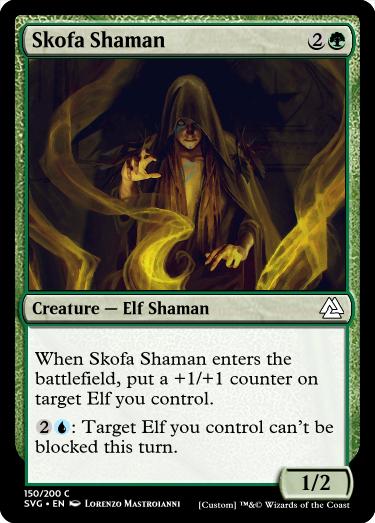 Skofa Shaman 2
Creature — Elf Shaman
When Skofa Shaman enters the
battlefield, put a +1/+1 counter on
target Elf you control.
2: Target Elf you control can't be
blocked this turn.
1/2
150/200 C
SVG • EN Lorenzo Mastroianni [Custom] ™&© Wizards of the Coast